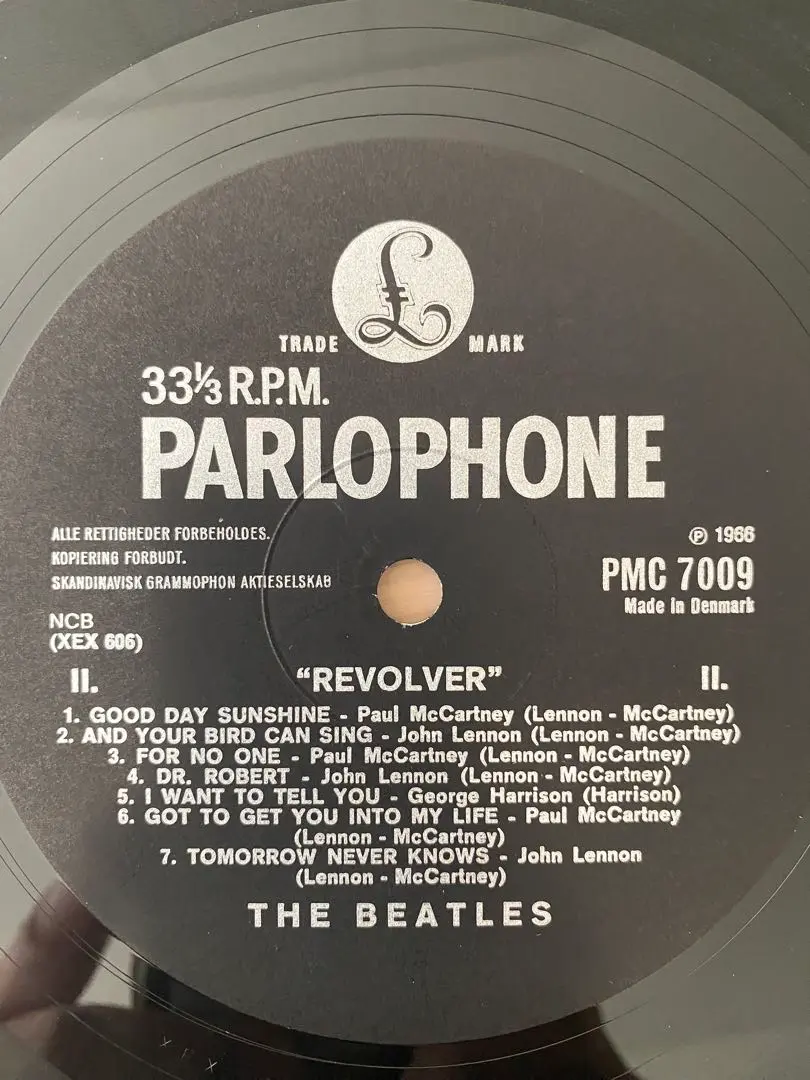 £
TRADE MARK
33⅓ R.P.M.
PARLOPHONE
ALLE RETTIGHEDER FORBEHOLDES.
KOPIERING FORBUDT.
SKANDINAVISK GRAMMOPHON AKTIESELSKAB
℗ 1966
PMC 7009
Made in Denmark
NCB
(XEX 606)
II. "REVOLVER" II.
1. GOOD DAY SUNSHINE - Paul McCartney (Lennon - McCartney)
2. AND YOUR BIRD CAN SING - John Lennon (Lennon - McCartney)
3. FOR NO ONE - Paul McCartney (Lennon - McCartney)
4. DR. ROBERT - John Lennon (Lennon - McCartney)
5. I WANT TO TELL YOU - George Harrison (Harrison)
6. GOT TO GET YOU INTO MY LIFE - Paul McCartney
(Lennon - McCartney)
7. TOMORROW NEVER KNOWS - John Lennon
(Lennon - McCartney)
THE BEATLES